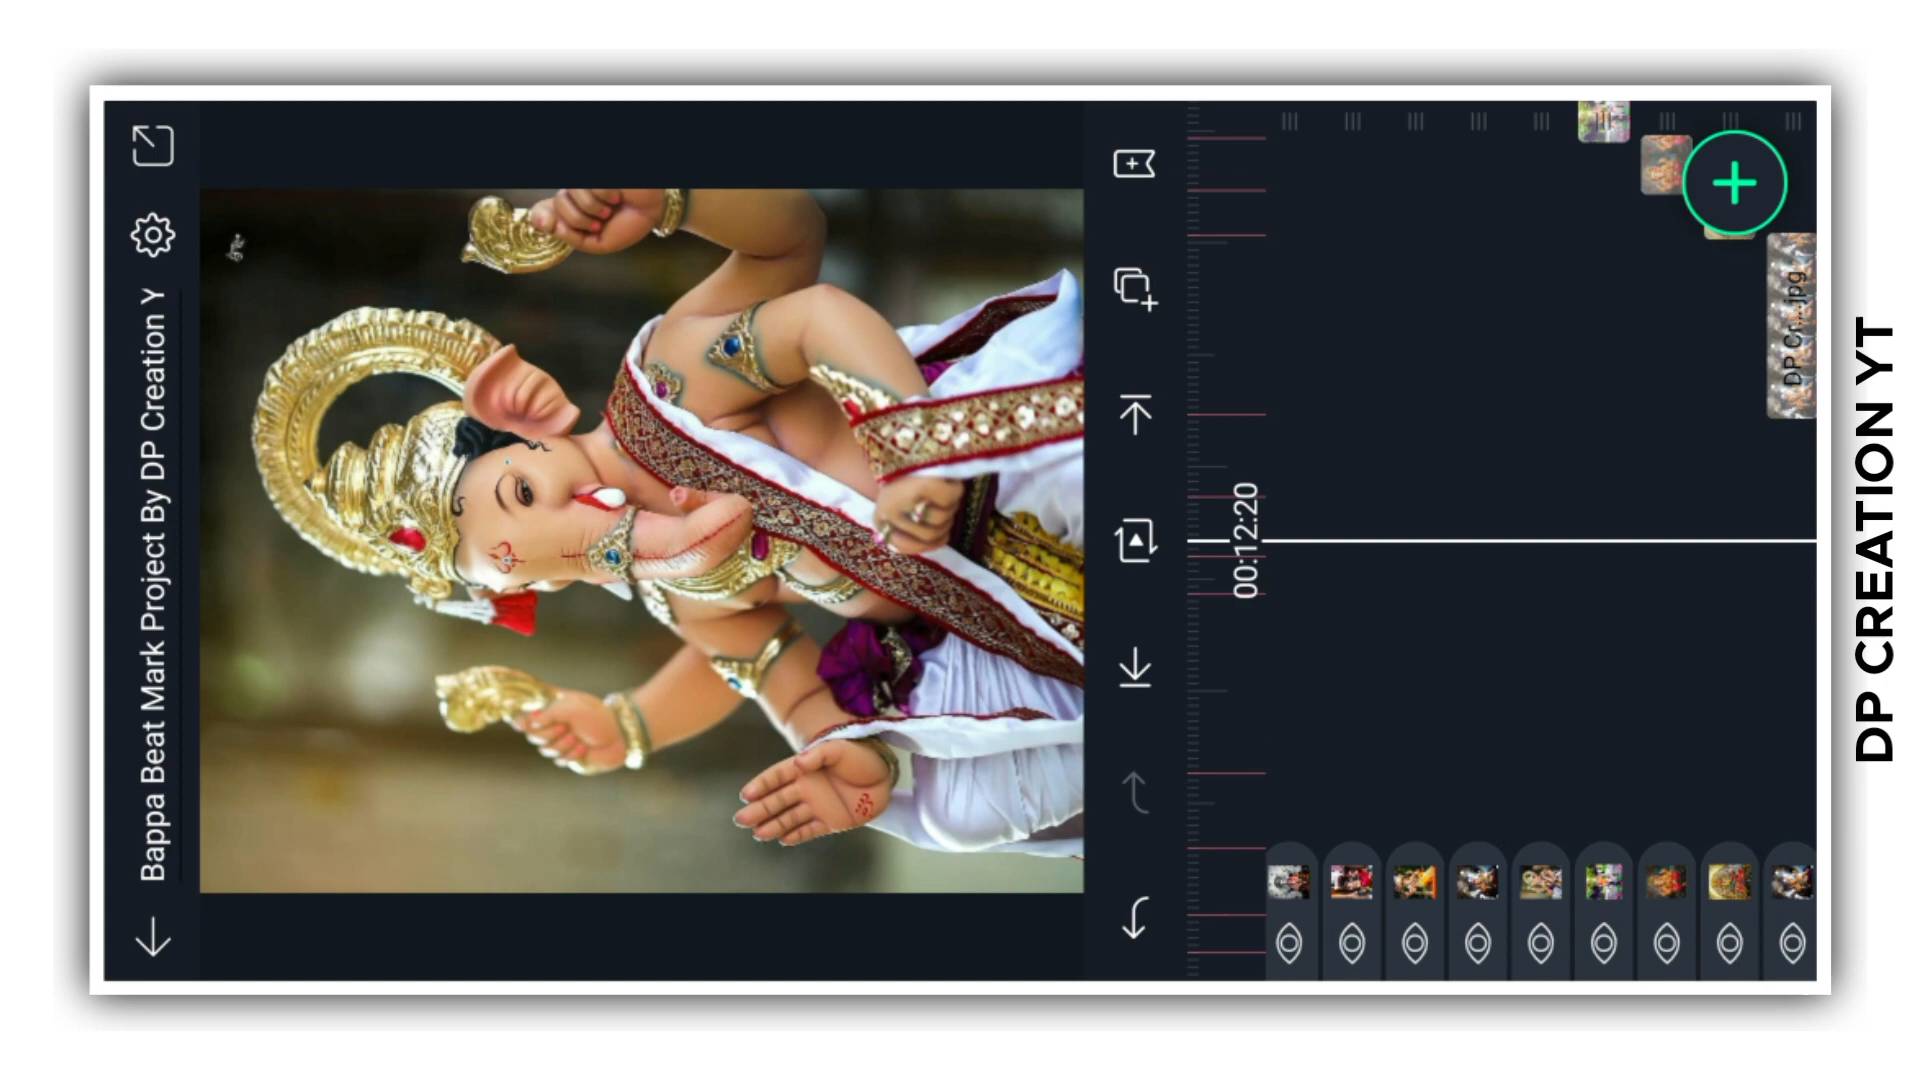 Bappa Beat Mark Project By DP Creation Y
00:12:20
DP Cr...jpg
DP CREATION YT